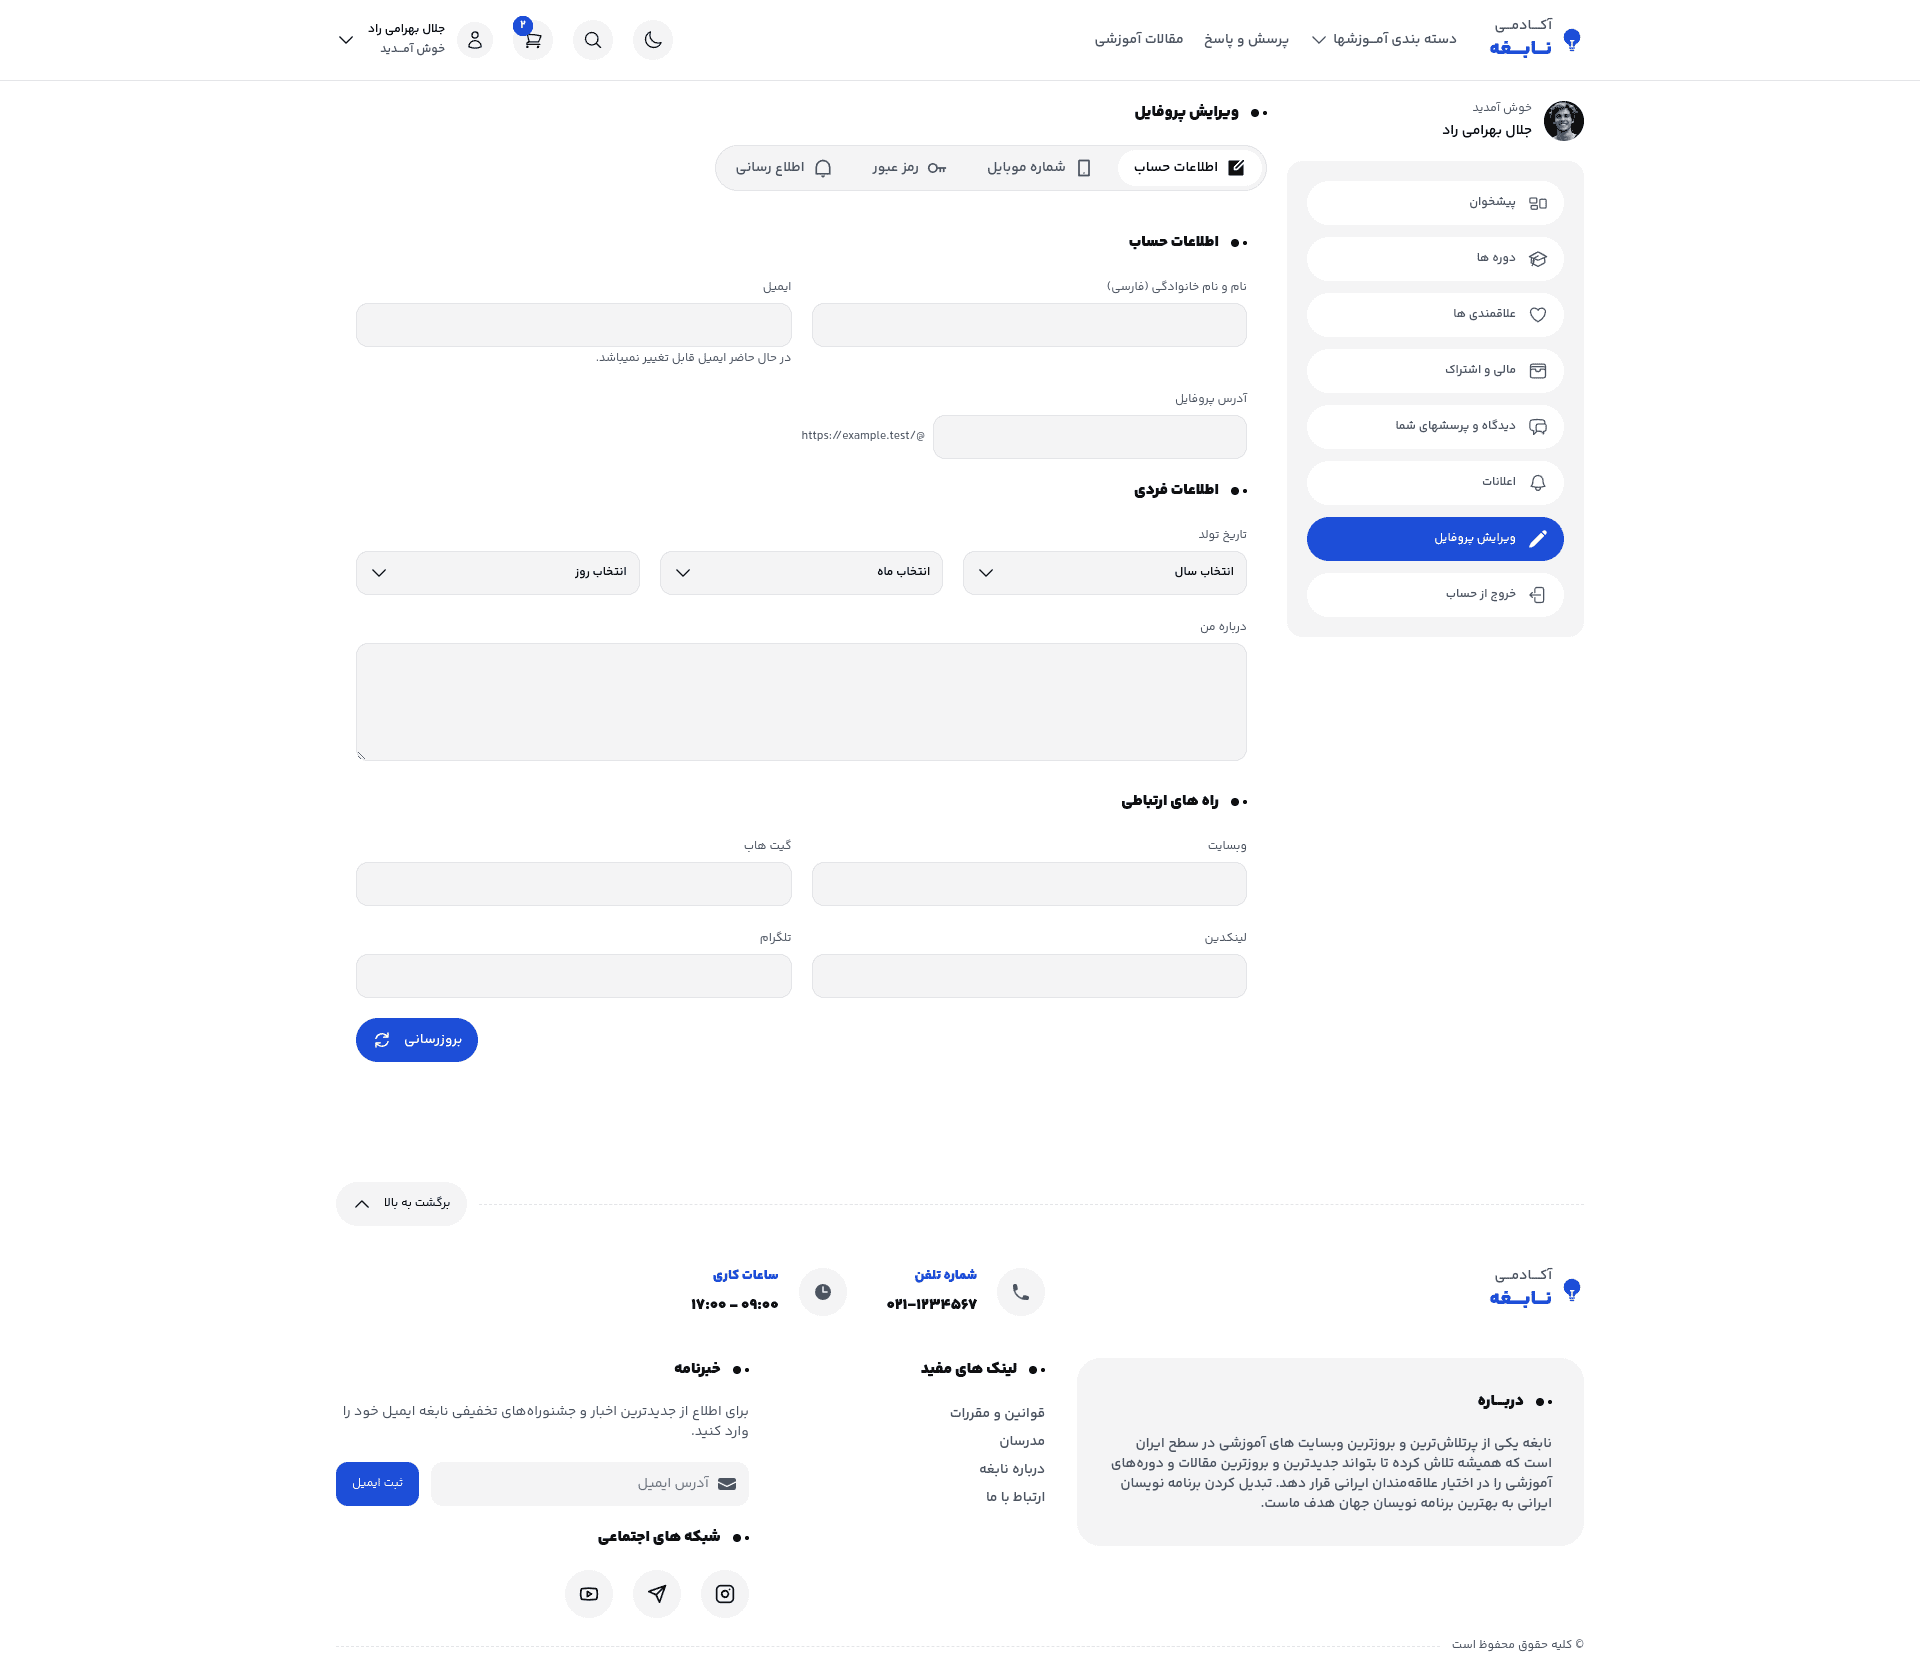 آکـــادمـــی
نـــابـــغه
دسته بندی آمـــوزشها
پرسش و پاسخ
مقالات آموزشی
۲
جلال بهرامی راد
خوش آمـــدید
خوش آمدید
جلال بهرامی راد
پیشخوان
دوره ها
علاقمندی ها
مالی و اشتراک
دیدگاه و پرسشهای شما
اعلانات
ویرایش پروفایل
خروج از حساب
ویرایش پروفایل
اطلاعات حساب
شماره موبایل
رمز عبور
اطلاع رسانی
اطلاعات حساب
نام و نام خانوادگی (فارسی)
ایمیل
در حال حاضر ایمیل قابل تغییر نمیباشد.
آدرس پروفایل
https://example.test/@
اطلاعات فردی
تاریخ تولد
انتخاب سال
انتخاب ماه
انتخاب روز
درباره من
راه های ارتباطی
وبسایت
گیت هاب
لینکدین
تلگرام
بروزرسانی
برگشت به بالا
آکـــادمـــی
نـــابـــغه
شماره تلفن
۰۲۱-۱۲۳۴۵۶۷
ساعات کاری
۰۹:۰۰ - ۱۷:۰۰
دربـــاره
نابغه یکی از پرتلاش‌ترین و بروزترین وبسایت های آموزشی در سطح ایران
است که همیشه تلاش کرده تا بتواند جدیدترین و بروزترین مقالات و دوره‌های
آموزشی را در اختیار علاقه‌مندان ایرانی قرار دهد. تبدیل کردن برنامه نویسان
ایرانی به بهترین برنامه نویسان جهان هدف ماست.
لینک های مفید
قوانین و مقررات
مدرسان
درباره نابغه
ارتباط با ما
خبرنامه
برای اطلاع از جدیدترین اخبار و جشنوراه‌های تخفیفی نابغه ایمیل خود را
وارد کنید.
آدرس ایمیل
ثبت ایمیل
شبکه های اجتماعی
© کلیه حقوق محفوظ است